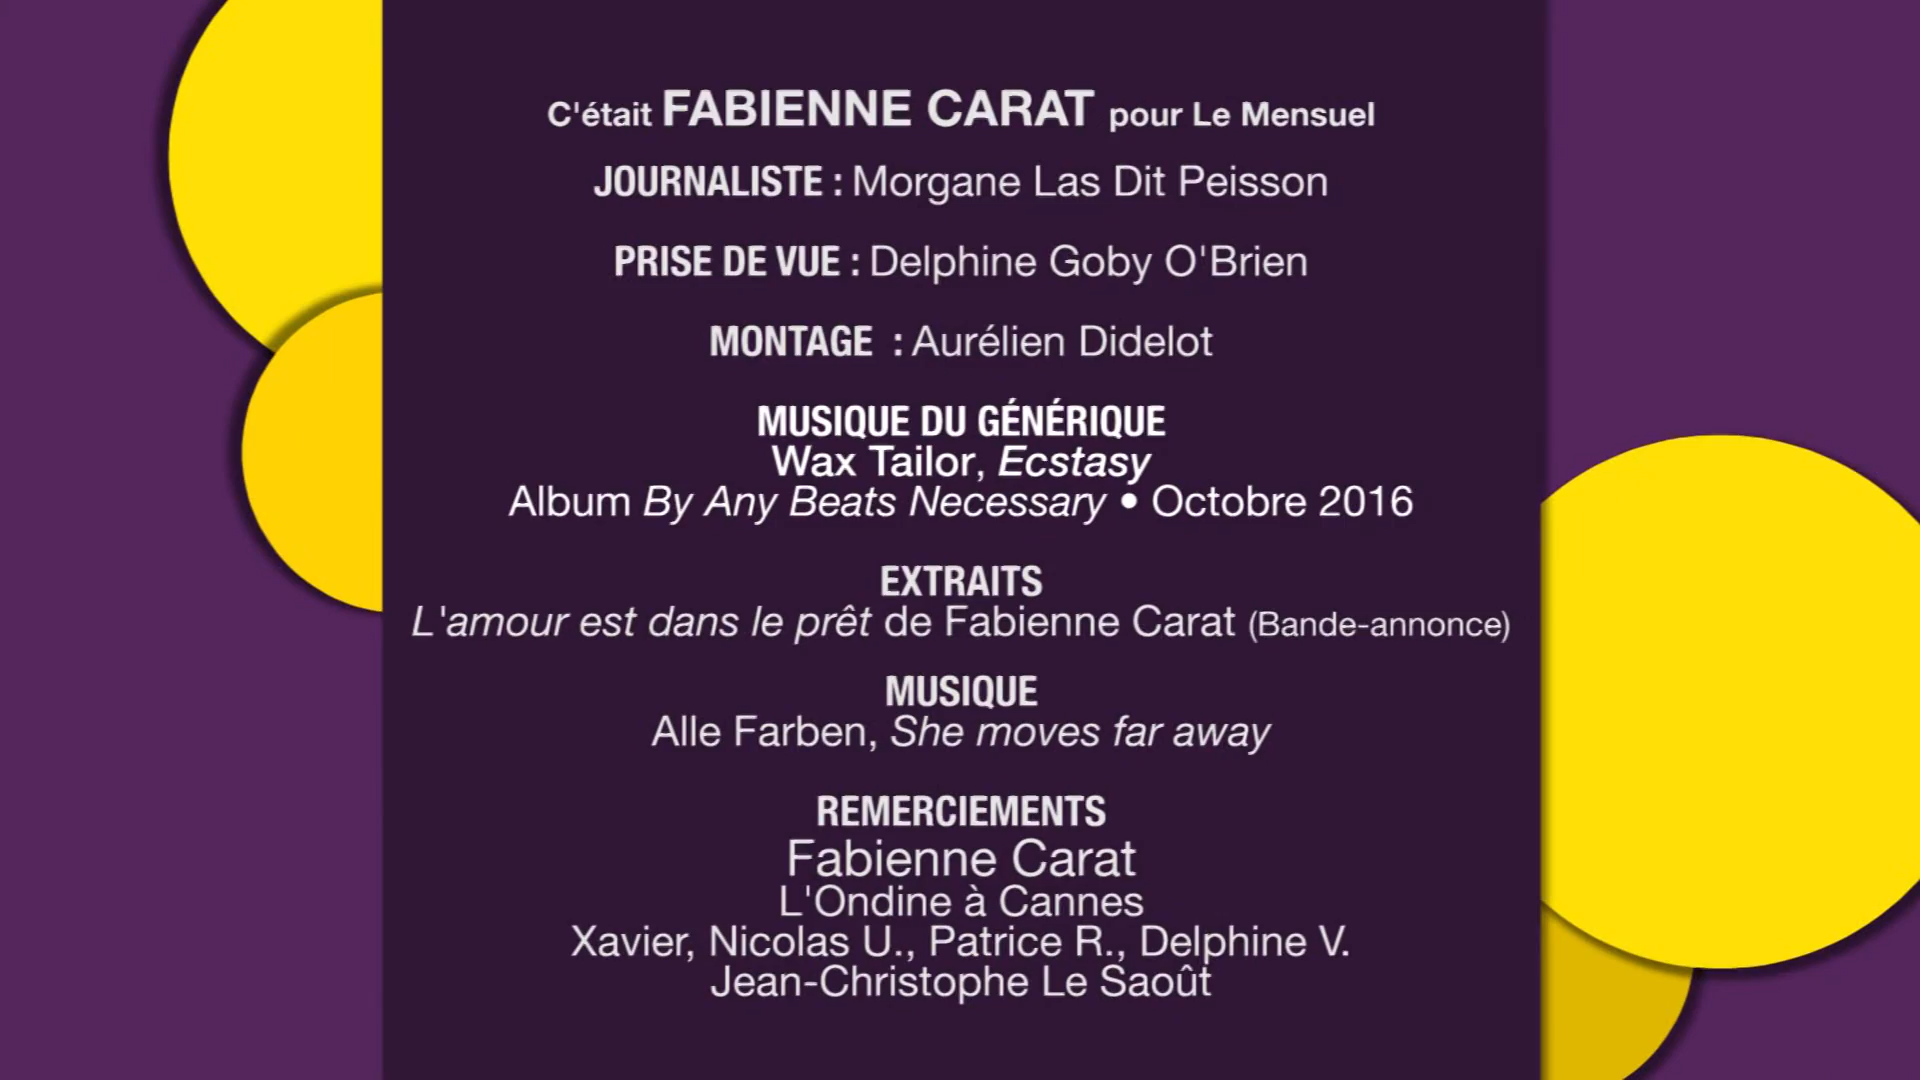 C'était FABIENNE CARAT pour Le Mensuel
JOURNALISTE : Morgane Las Dit Peisson
PRISE DE VUE : Delphine Goby O'Brien
MONTAGE : Aurélien Didelot
MUSIQUE DU GÉNÉRIQUE
Wax Tailor, Ecstasy
Album By Any Beats Necessary • Octobre 2016
EXTRAITS
L'amour est dans le prêt de Fabienne Carat (Bande-annonce)
MUSIQUE
Alle Farben, She moves far away
REMERCIEMENTS
Fabienne Carat
L'Ondine à Cannes
Xavier, Nicolas U., Patrice R., Delphine V.
Jean-Christophe Le Saoût